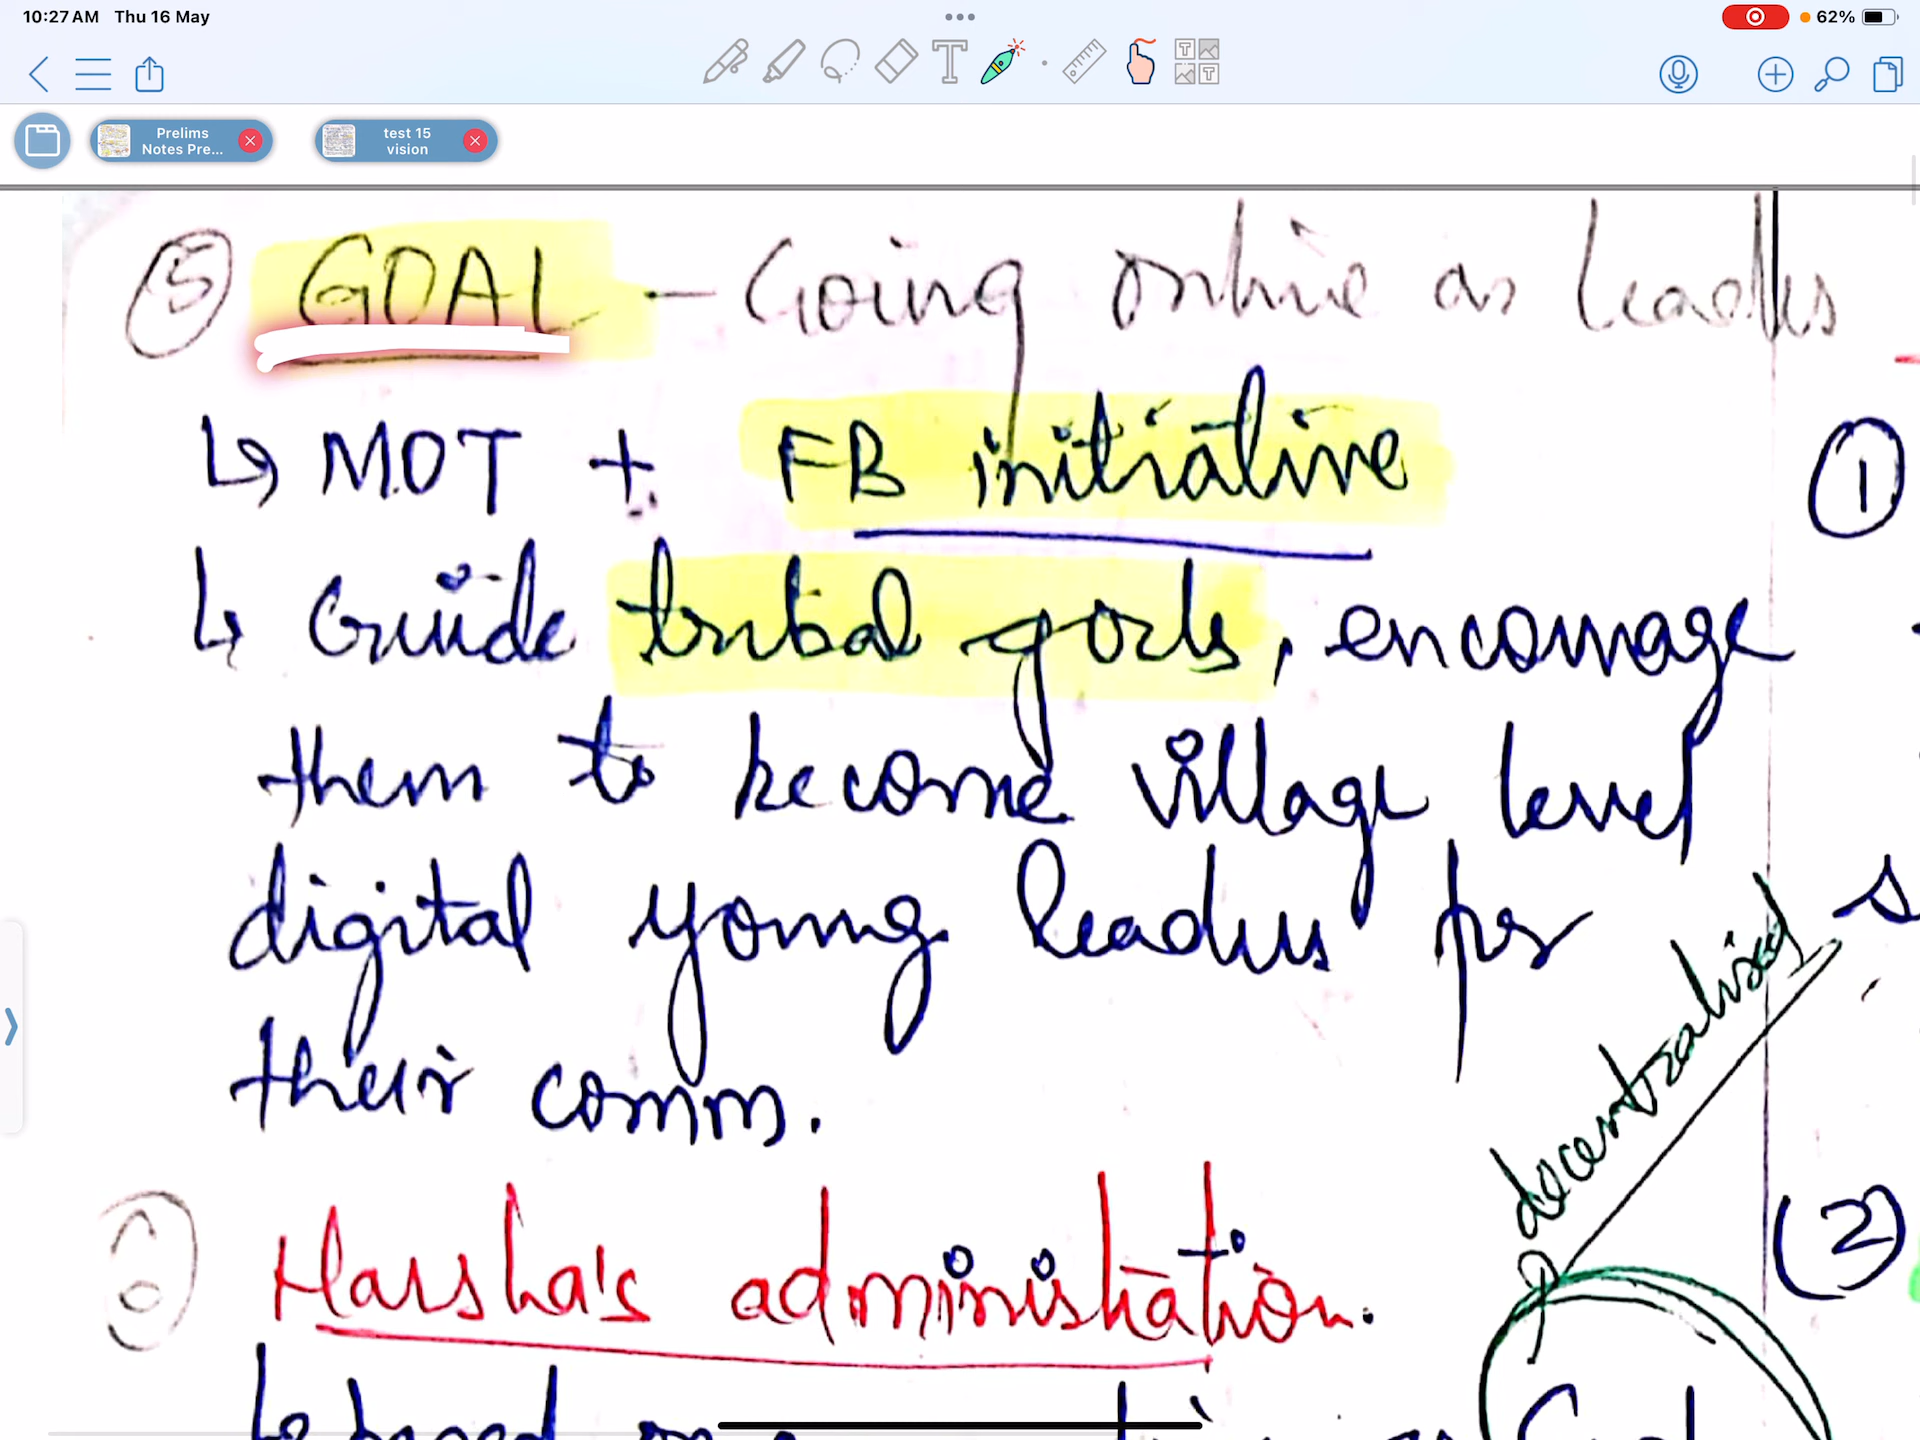 10:27 AM Thu 16 May
62%
Prelims
Notes Pre...
test 15
vision
5 GOAL - Going online as leaders
↳ MOT + FB initiative
↳ Guide tribal girls, encourage
them to become village level
digital young leaders for
their comm.
decentralised
6 Harsha's administration.
↳ based
1
(2)